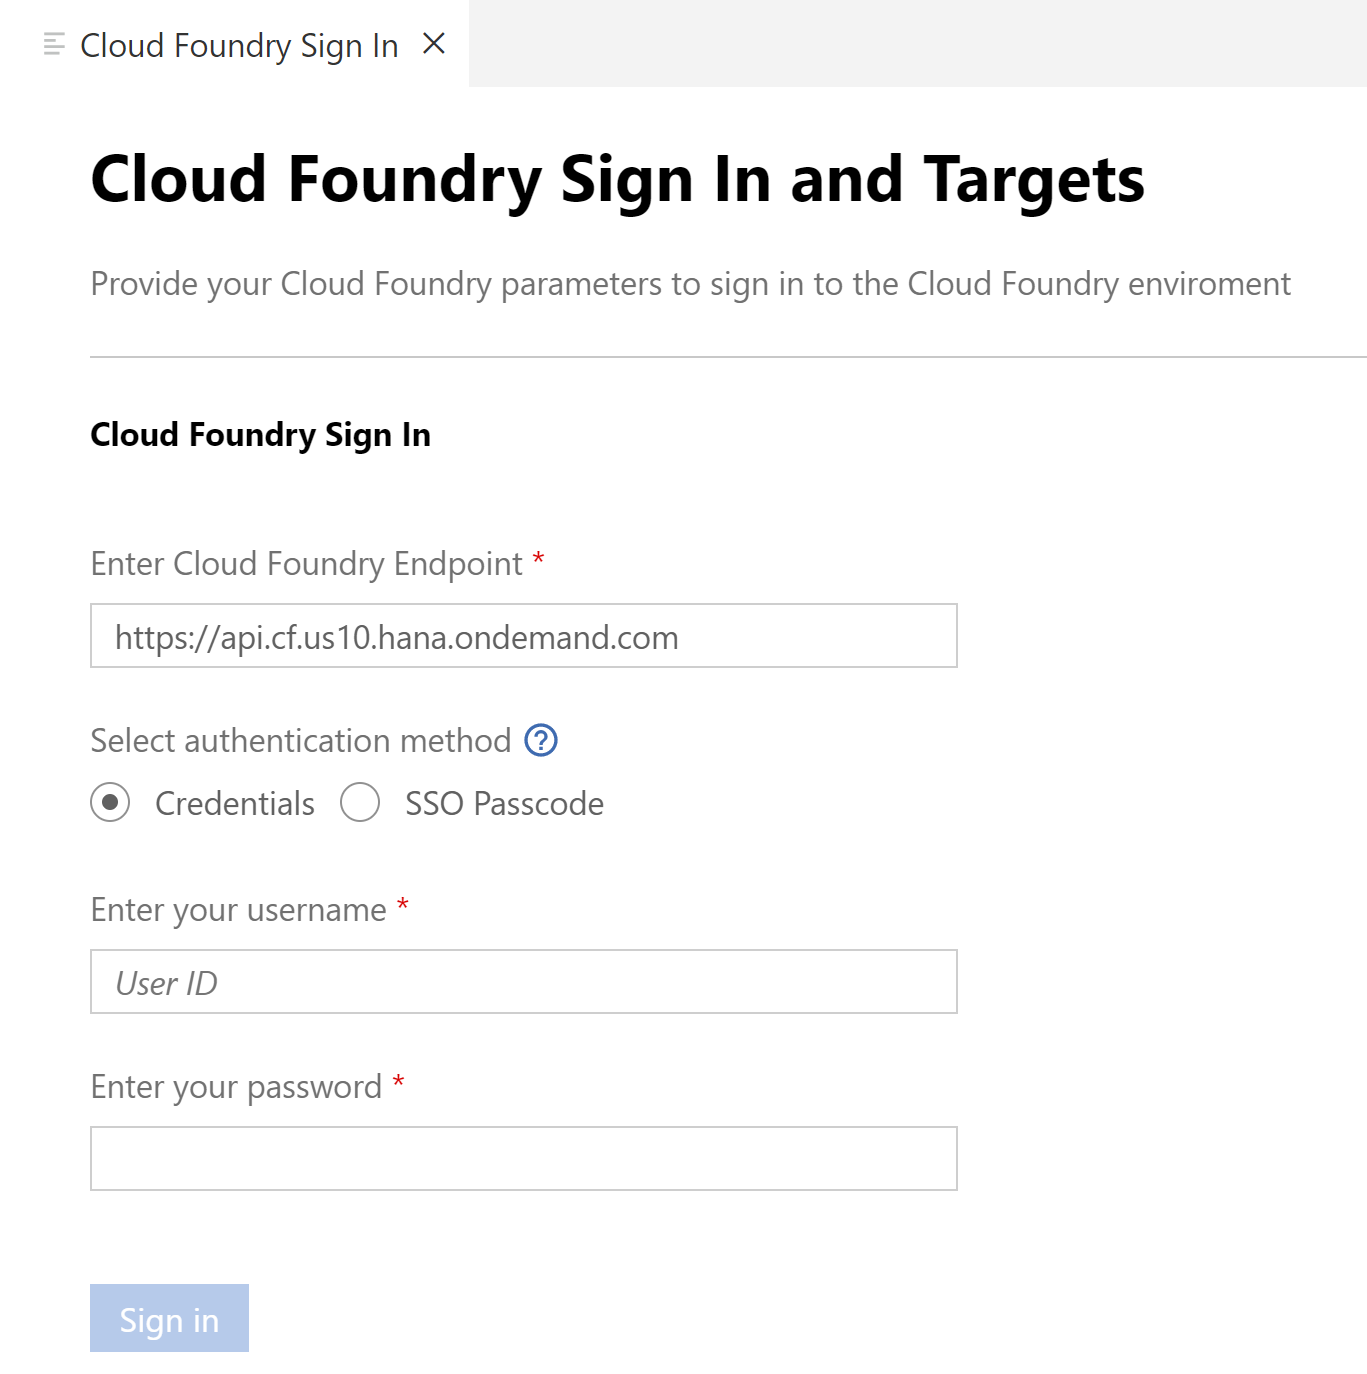 Cloud Foundry Sign In
Cloud Foundry Sign In and Targets
Provide your Cloud Foundry parameters to sign in to the Cloud Foundry enviroment
Cloud Foundry Sign In
Enter Cloud Foundry Endpoint *
https://api.cf.us10.hana.ondemand.com
Select authentication method ?
Credentials SSO Passcode
Enter your username *
User ID
Enter your password *
Sign in